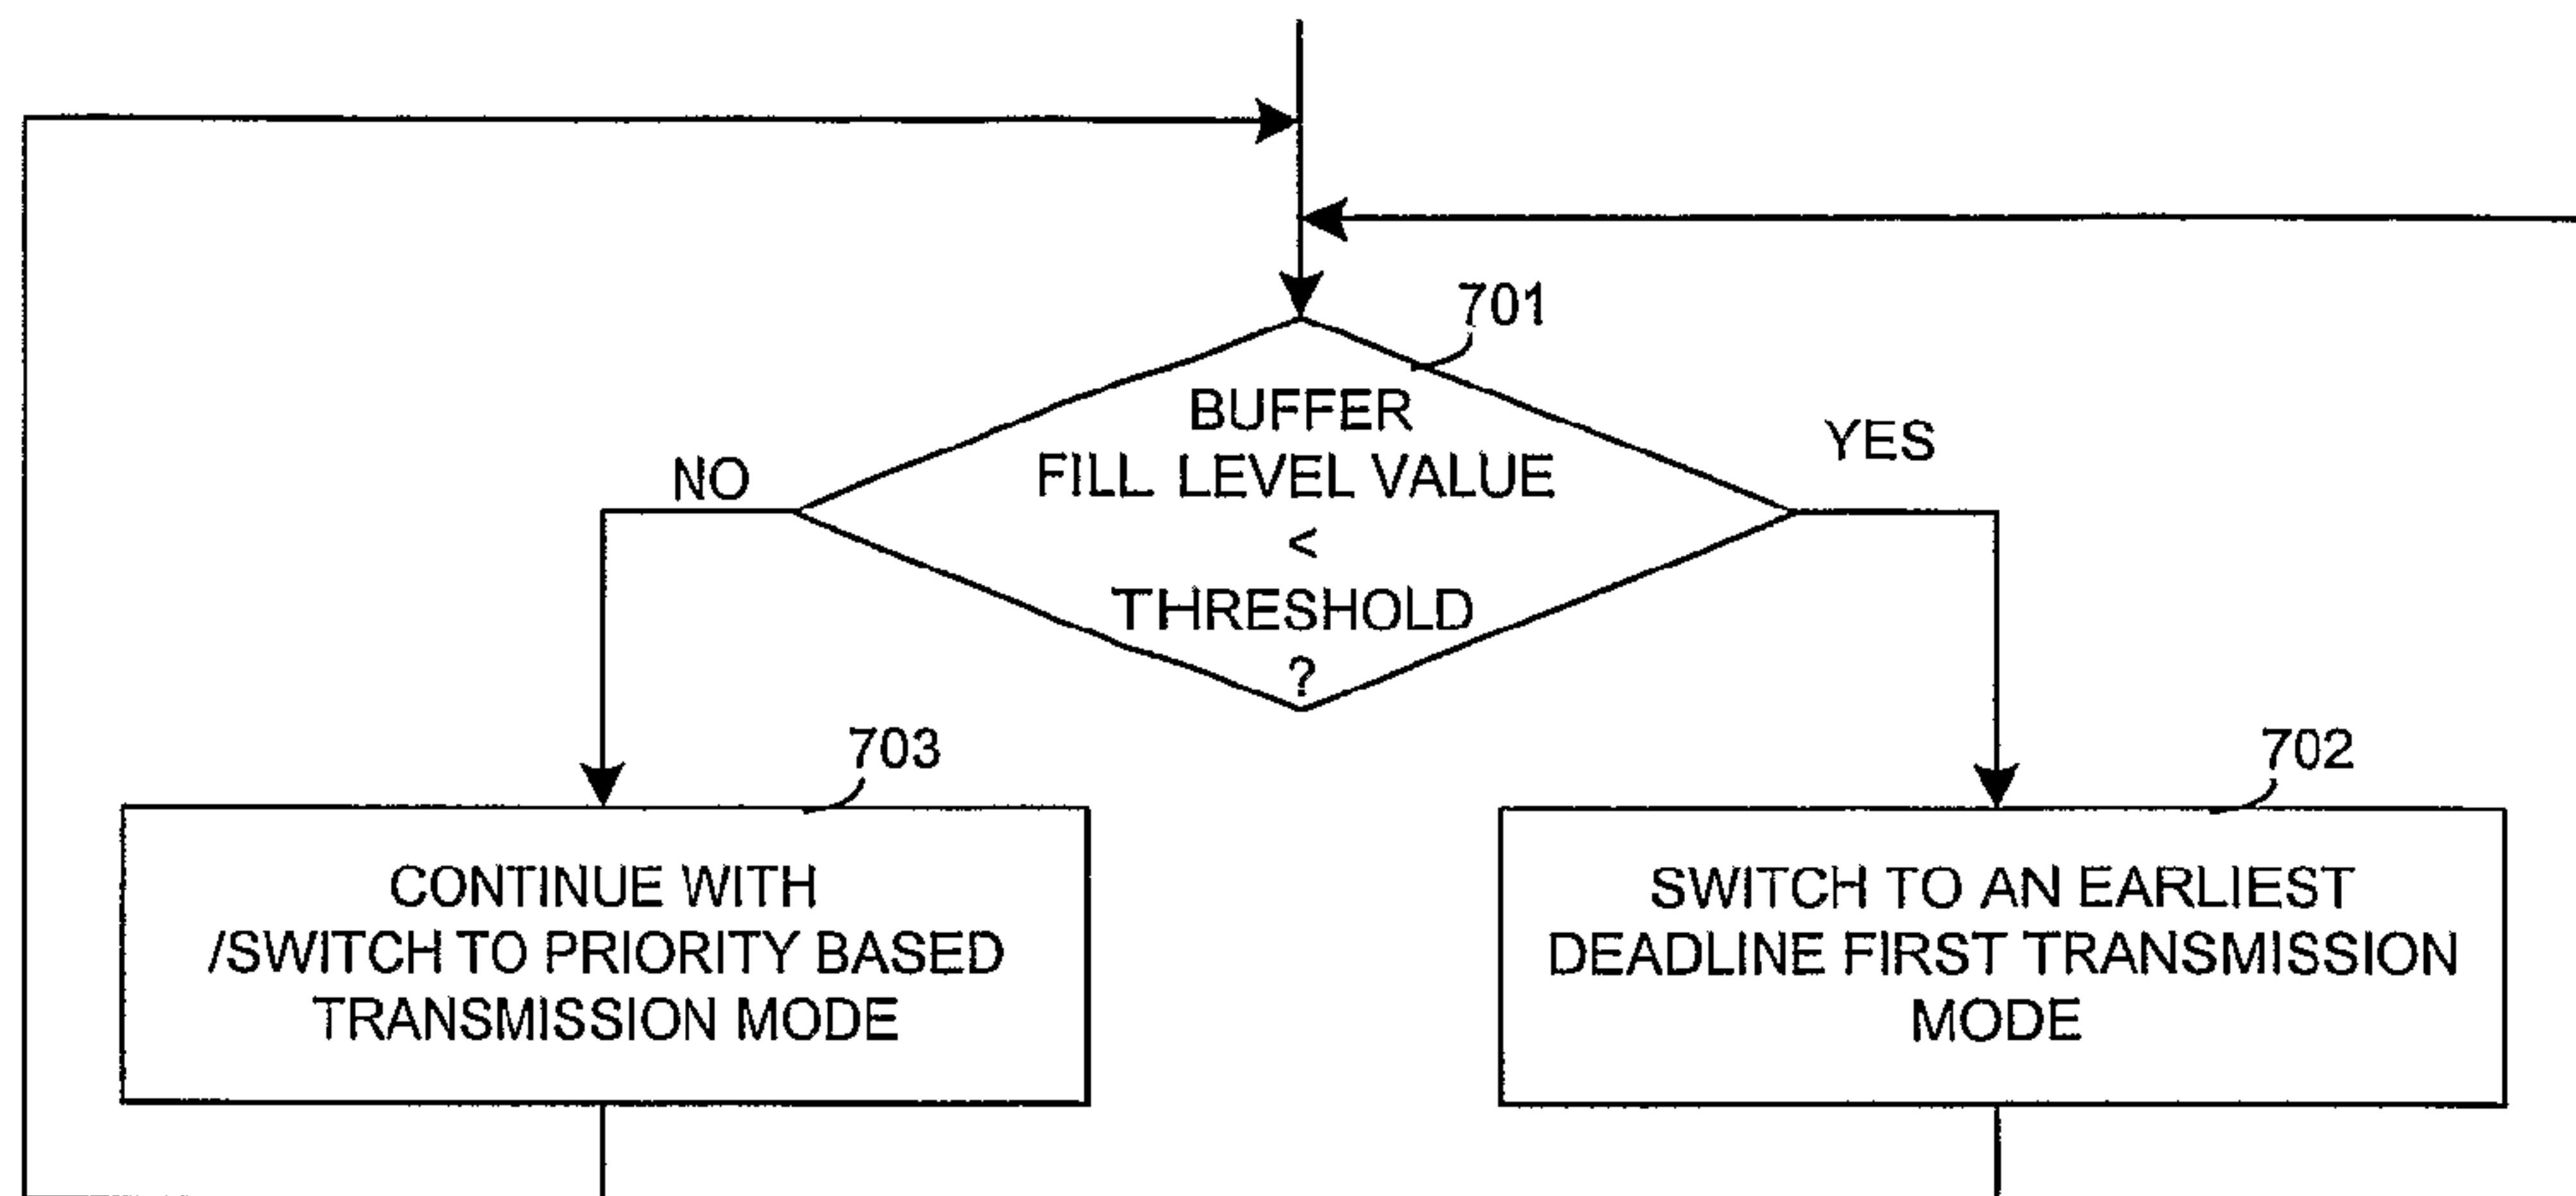 701
BUFFER
FILL LEVEL VALUE
<
THRESHOLD
?
NO
YES
703
CONTINUE WITH
/SWITCH TO PRIORITY BASED
TRANSMISSION MODE
702
SWITCH TO AN EARLIEST
DEADLINE FIRST TRANSMISSION
MODE